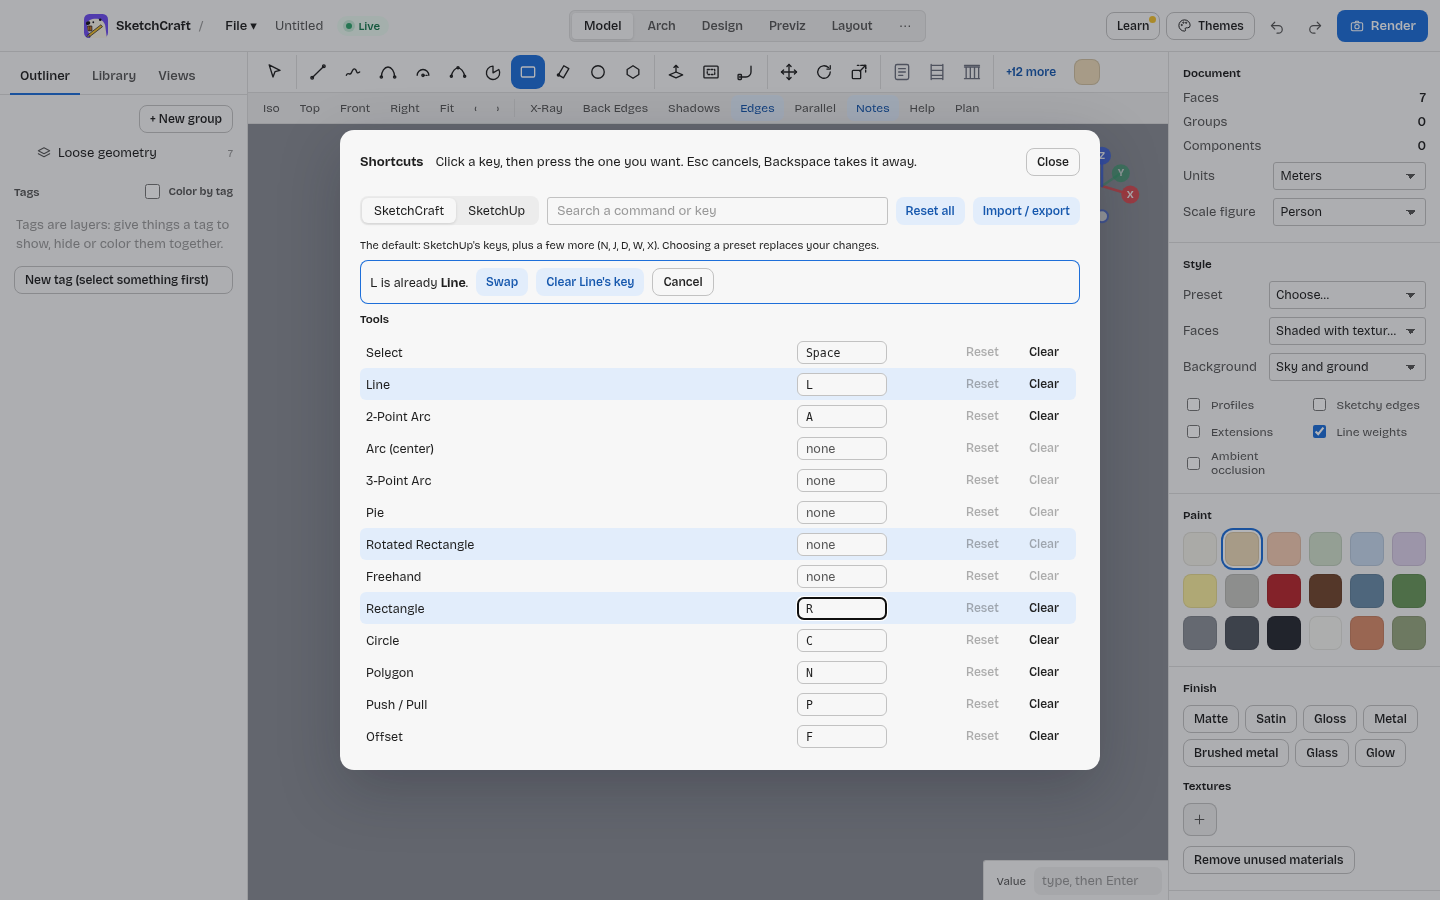 SketchCraft / File ▾ Untitled Live Model Arch Design Previz Layout ··· Learn Themes Render
Outliner Library Views
+12 more
Iso Top Front Right Fit ‹ › X-Ray Back Edges Shadows Edges Parallel Notes Help Plan
+ New group
Loose geometry 7
Tags Color by tag
Tags are layers: give things a tag to
show, hide or color them together.
New tag (select something first)
Z
Y
X
Shortcuts Click a key, then press the one you want. Esc cancels, Backspace takes it away. Close
SketchCraft SketchUp Search a command or key Reset all Import / export
The default: SketchUp's keys, plus a few more (N, J, D, W, X). Choosing a preset replaces your changes.
L is already Line. Swap Clear Line's key Cancel
Tools
Select Space Reset Clear
Line L Reset Clear
2-Point Arc A Reset Clear
Arc (center) none Reset Clear
3-Point Arc none Reset Clear
Pie none Reset Clear
Rotated Rectangle none Reset Clear
Freehand none Reset Clear
Rectangle R Reset Clear
Circle C Reset Clear
Polygon N Reset Clear
Push / Pull P Reset Clear
Offset F Reset Clear
Value type, then Enter
Document
Faces 7
Groups 0
Components 0
Units Meters
Scale figure Person
Style
Preset Choose...
Faces Shaded with textur...
Background Sky and ground
Profiles Sketchy edges
Extensions Line weights
Ambient
occlusion
Paint
Finish
Matte Satin Gloss Metal
Brushed metal Glass Glow
Textures
+
Remove unused materials